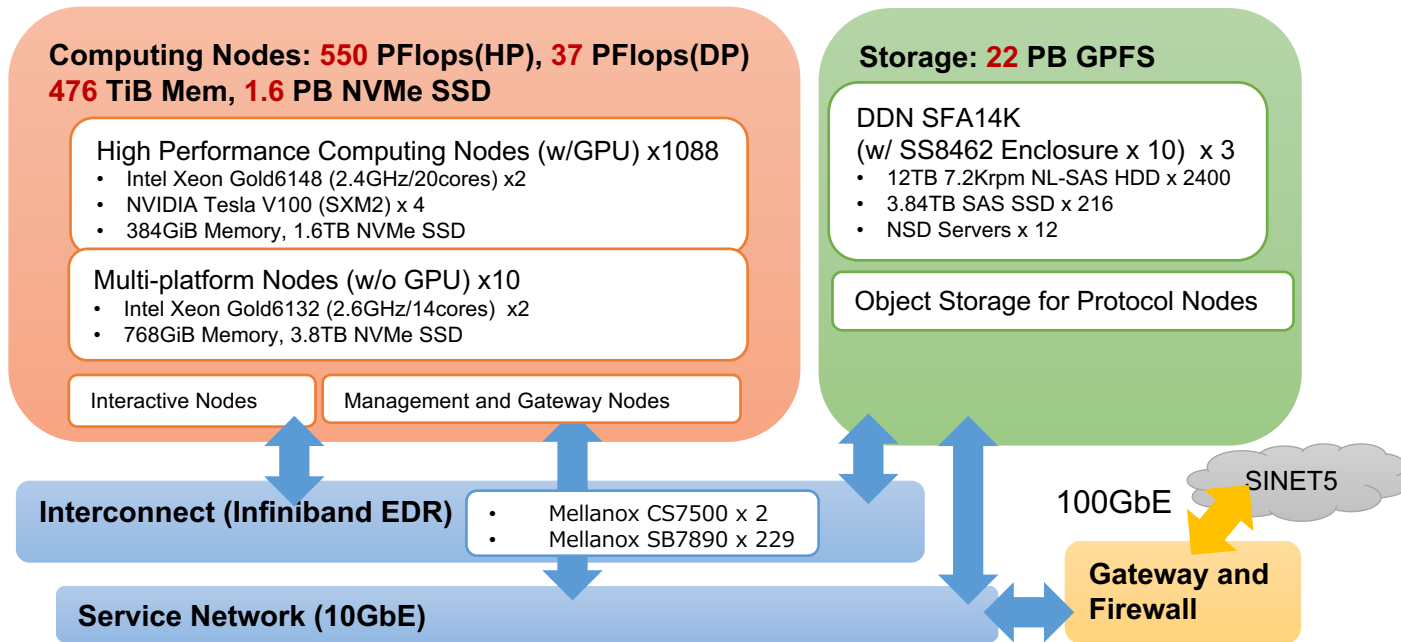 Computing Nodes: 550 PFlops(HP), 37 PFlops(DP)
476 TiB Mem, 1.6 PB NVMe SSD
High Performance Computing Nodes (w/GPU) x1088
• Intel Xeon Gold6148 (2.4GHz/20cores) x2
• NVIDIA Tesla V100 (SXM2) x 4
• 384GiB Memory, 1.6TB NVMe SSD
Multi-platform Nodes (w/o GPU) x10
• Intel Xeon Gold6132 (2.6GHz/14cores) x2
• 768GiB Memory, 3.8TB NVMe SSD
Interactive Nodes
Management and Gateway Nodes
Storage: 22 PB GPFS
DDN SFA14K
(w/ SS8462 Enclosure x 10) x 3
• 12TB 7.2Krpm NL-SAS HDD x 2400
• 3.84TB SAS SSD x 216
• NSD Servers x 12
Object Storage for Protocol Nodes
Interconnect (Infiniband EDR)
• Mellanox CS7500 x 2
• Mellanox SB7890 x 229
Service Network (10GbE)
100GbE
SINET5
Gateway and
Firewall